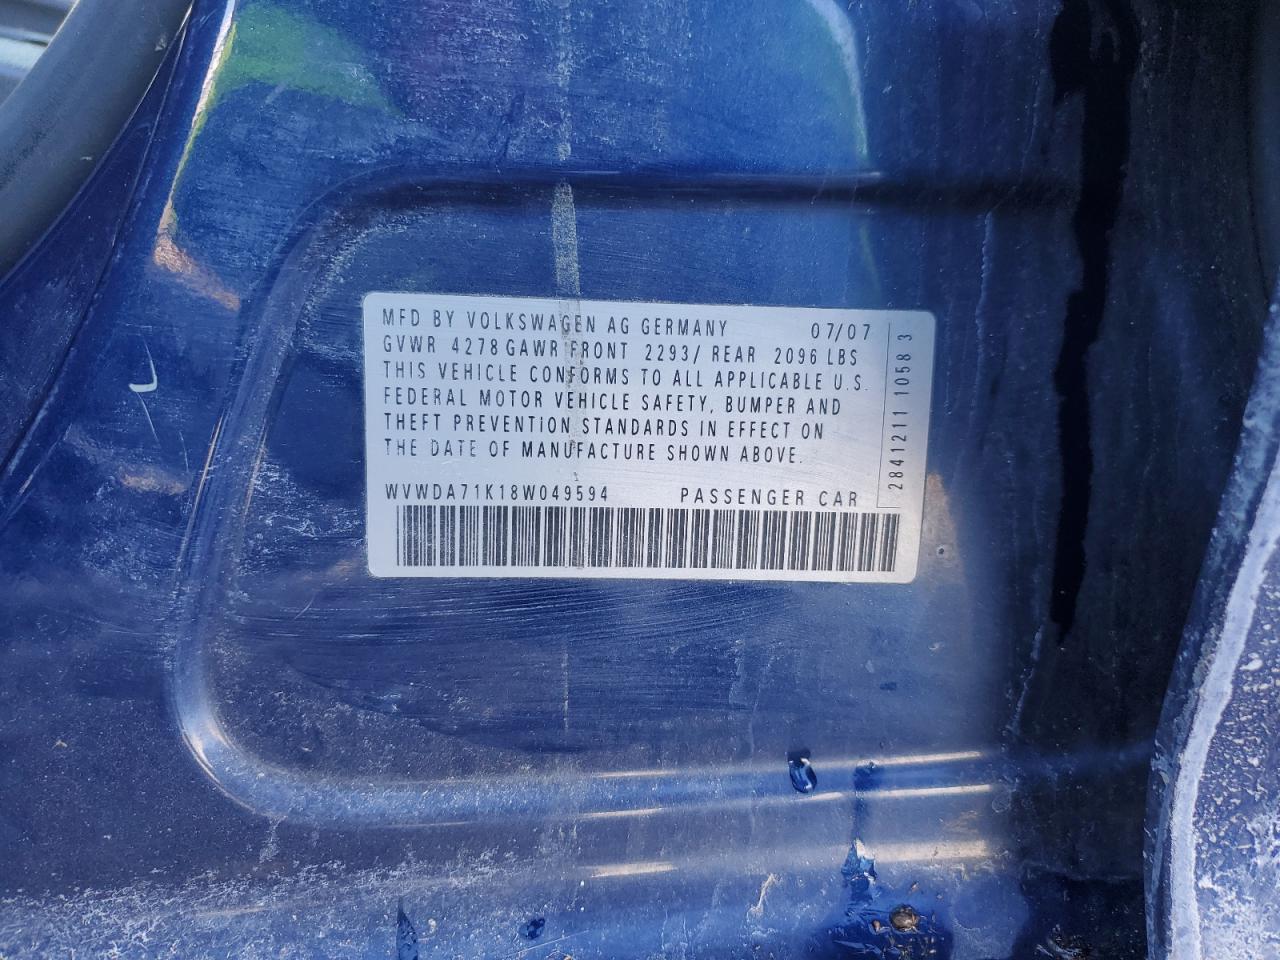 MFD BY VOLKSWAGEN AG GERMANY 07/07
GVWR 4278 GAWR FRONT 2293/ REAR 2096 LBS
THIS VEHICLE CONFORMS TO ALL APPLICABLE U.S.
FEDERAL MOTOR VEHICLE SAFETY, BUMPER AND
THEFT PREVENTION STANDARDS IN EFFECT ON
THE DATE OF MANUFACTURE SHOWN ABOVE.
WVWDA71K18W049594 PASSENGER CAR
2841211 1058 3